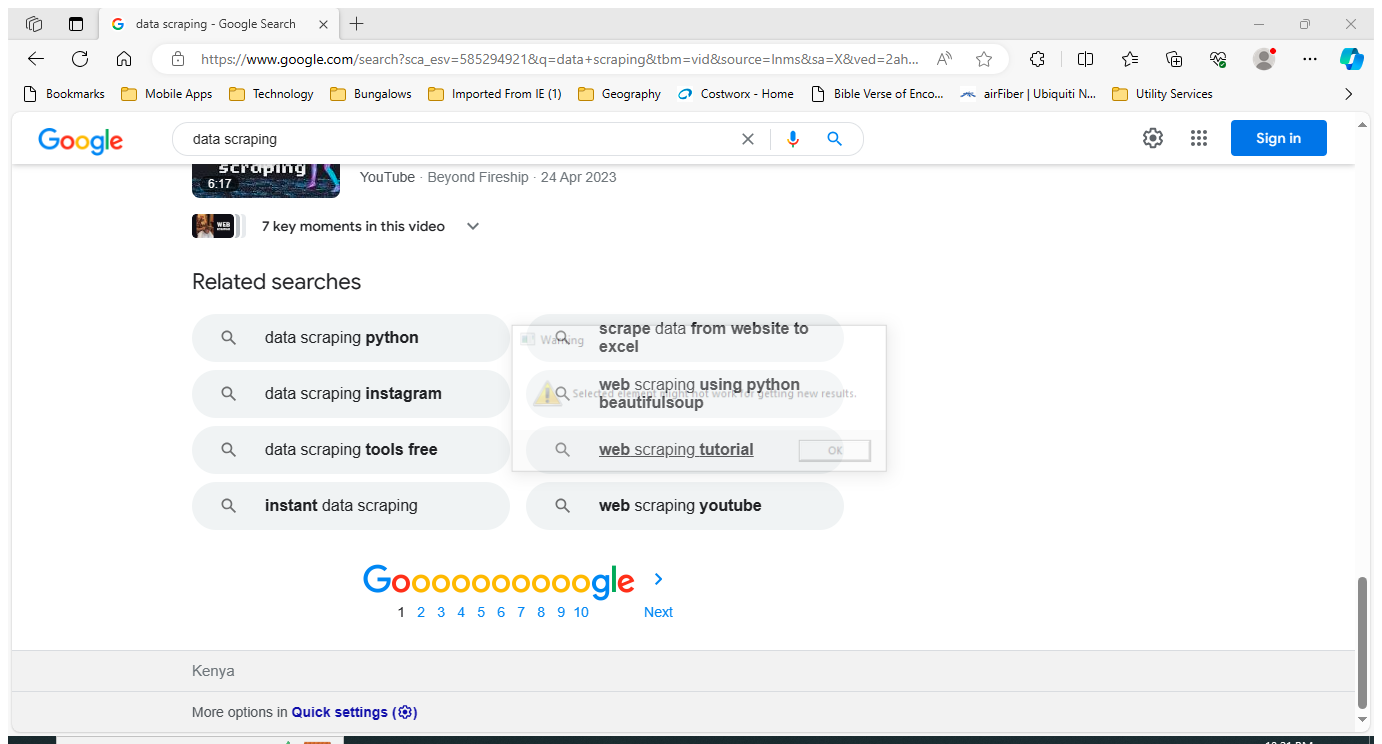 data scraping - Google Search
https://www.google.com/search?sca_esv=585294921&q=data+scraping&tbm=vid&source=lnms&sa=X&ved=2ah...
Bookmarks Mobile Apps Technology Bungalows Imported From IE (1) Geography Costworx - Home Bible Verse of Enco... airFiber | Ubiquiti N... Utility Services
Google data scraping Sign in
scraping
6:17
YouTube · Beyond Fireship · 24 Apr 2023
WEB
7 key moments in this video
Related searches
data scraping python
scrape data from website to
excel
Warning
data scraping instagram
web scraping using python
beautifulsoup
Selected element might not work for getting new results.
data scraping tools free
web scraping tutorial
OK
instant data scraping
web scraping youtube
Goooooooooogle
1 2 3 4 5 6 7 8 9 10 Next
Kenya
More options in Quick settings